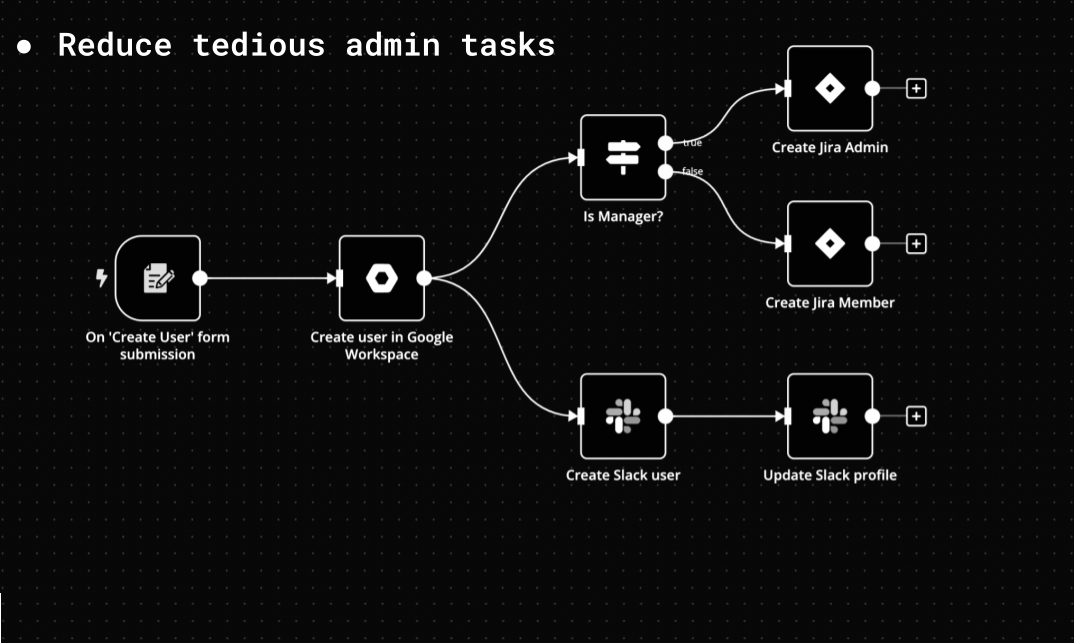 ● Reduce tedious admin tasks
true
false
Create Jira Admin
Is Manager?
Create Jira Member
On 'Create User' form
submission
Create user in Google
Workspace
Create Slack user
Update Slack profile